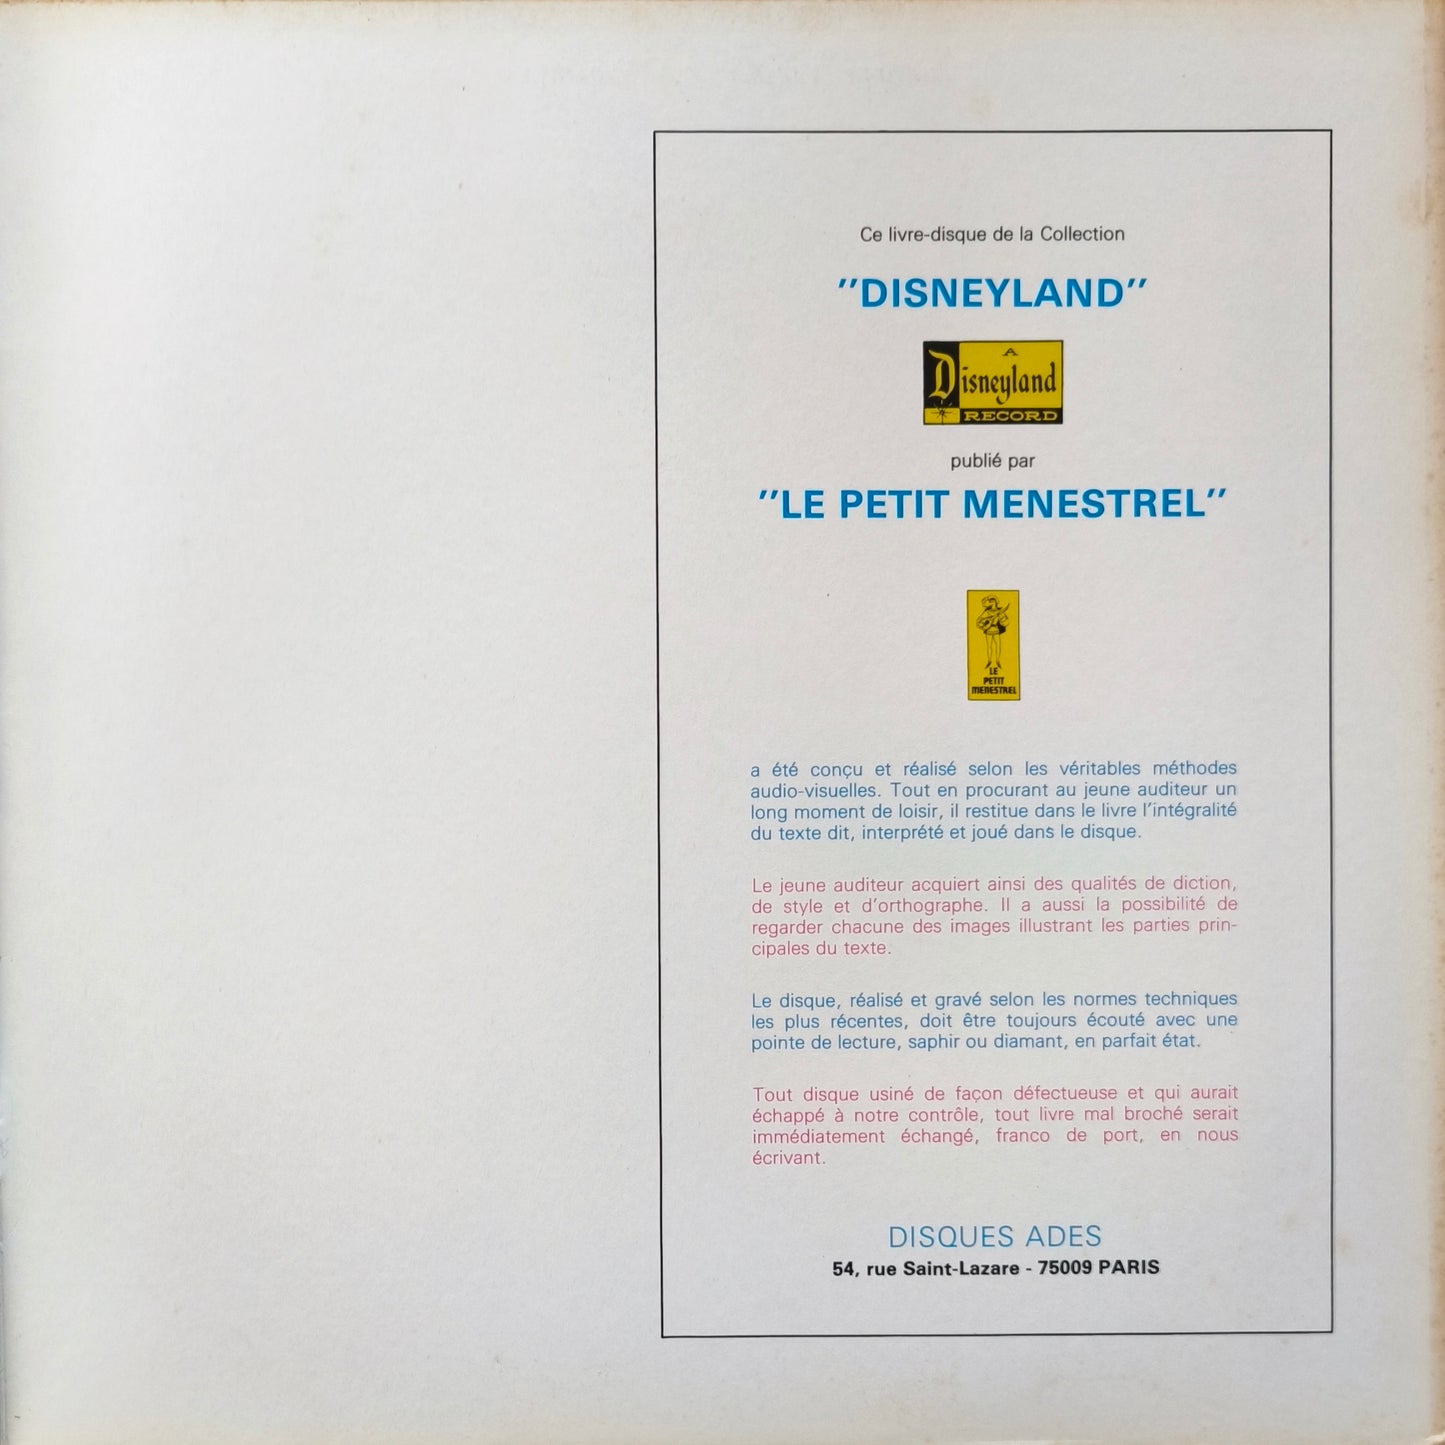 Ce livre-disque de la Collection
"DISNEYLAND"
A
Disneyland
RECORD
publié par
"LE PETIT MENESTREL"
LE
PETIT
MENESTREL
a été conçu et réalisé selon les véritables méthodes
audio-visuelles. Tout en procurant au jeune auditeur un
long moment de loisir, il restitue dans le livre l'intégralité
du texte dit, interprété et joué dans le disque.
Le jeune auditeur acquiert ainsi des qualités de diction,
de style et d'orthographe. Il a aussi la possibilité de
regarder chacune des images illustrant les parties prin-
cipales du texte.
Le disque, réalisé et gravé selon les normes techniques
les plus récentes, doit être toujours écouté avec une
pointe de lecture, saphir ou diamant, en parfait état.
Tout disque usiné de façon défectueuse et qui aurait
échappé à notre contrôle, tout livre mal broché serait
immédiatement échangé, franco de port, en nous
écrivant.
DISQUES ADES
54, rue Saint-Lazare - 75009 PARIS